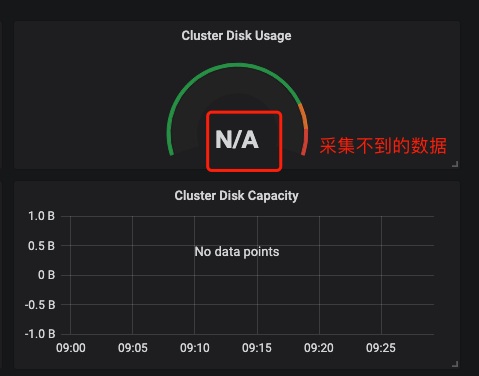 Cluster Disk Usage
N/A
采集不到的数据
Cluster Disk Capacity
1.0 B
0.5 B
0 B
-0.5 B
-1.0 B
No data points
09:00 09:05 09:10 09:15 09:20 09:25